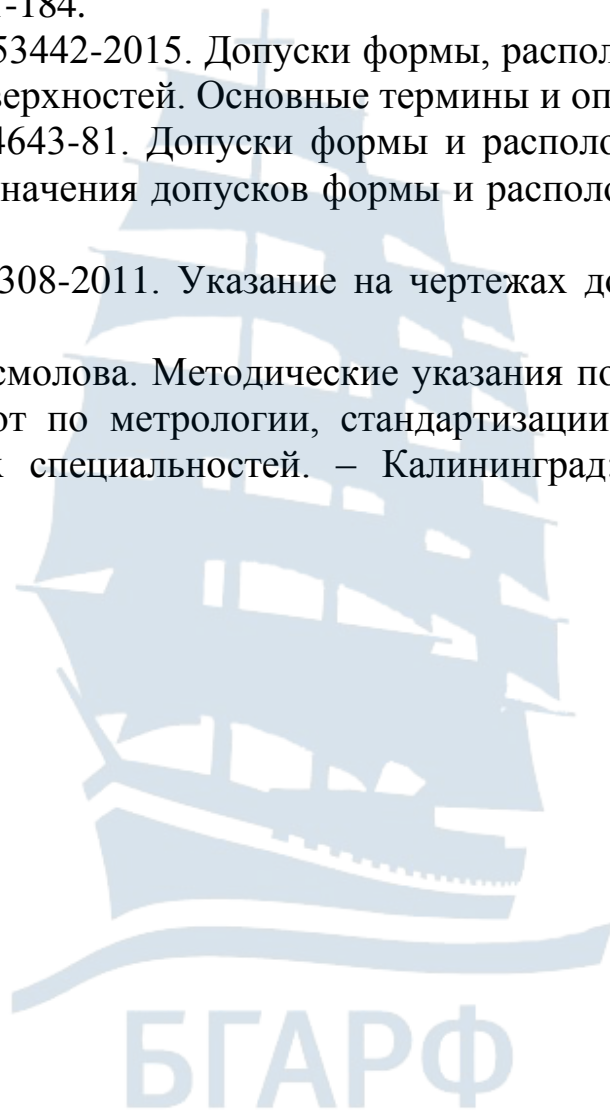 -184.
53442-2015. Допуски формы, распол
верхностей. Основные термины и оп
4643-81. Допуски формы и располо
начения допусков формы и располо
308-2011. Указание на чертежах до
смолова. Методические указания по
от по метрологии, стандартизации
к специальностей. – Калининград:
БГАРФ